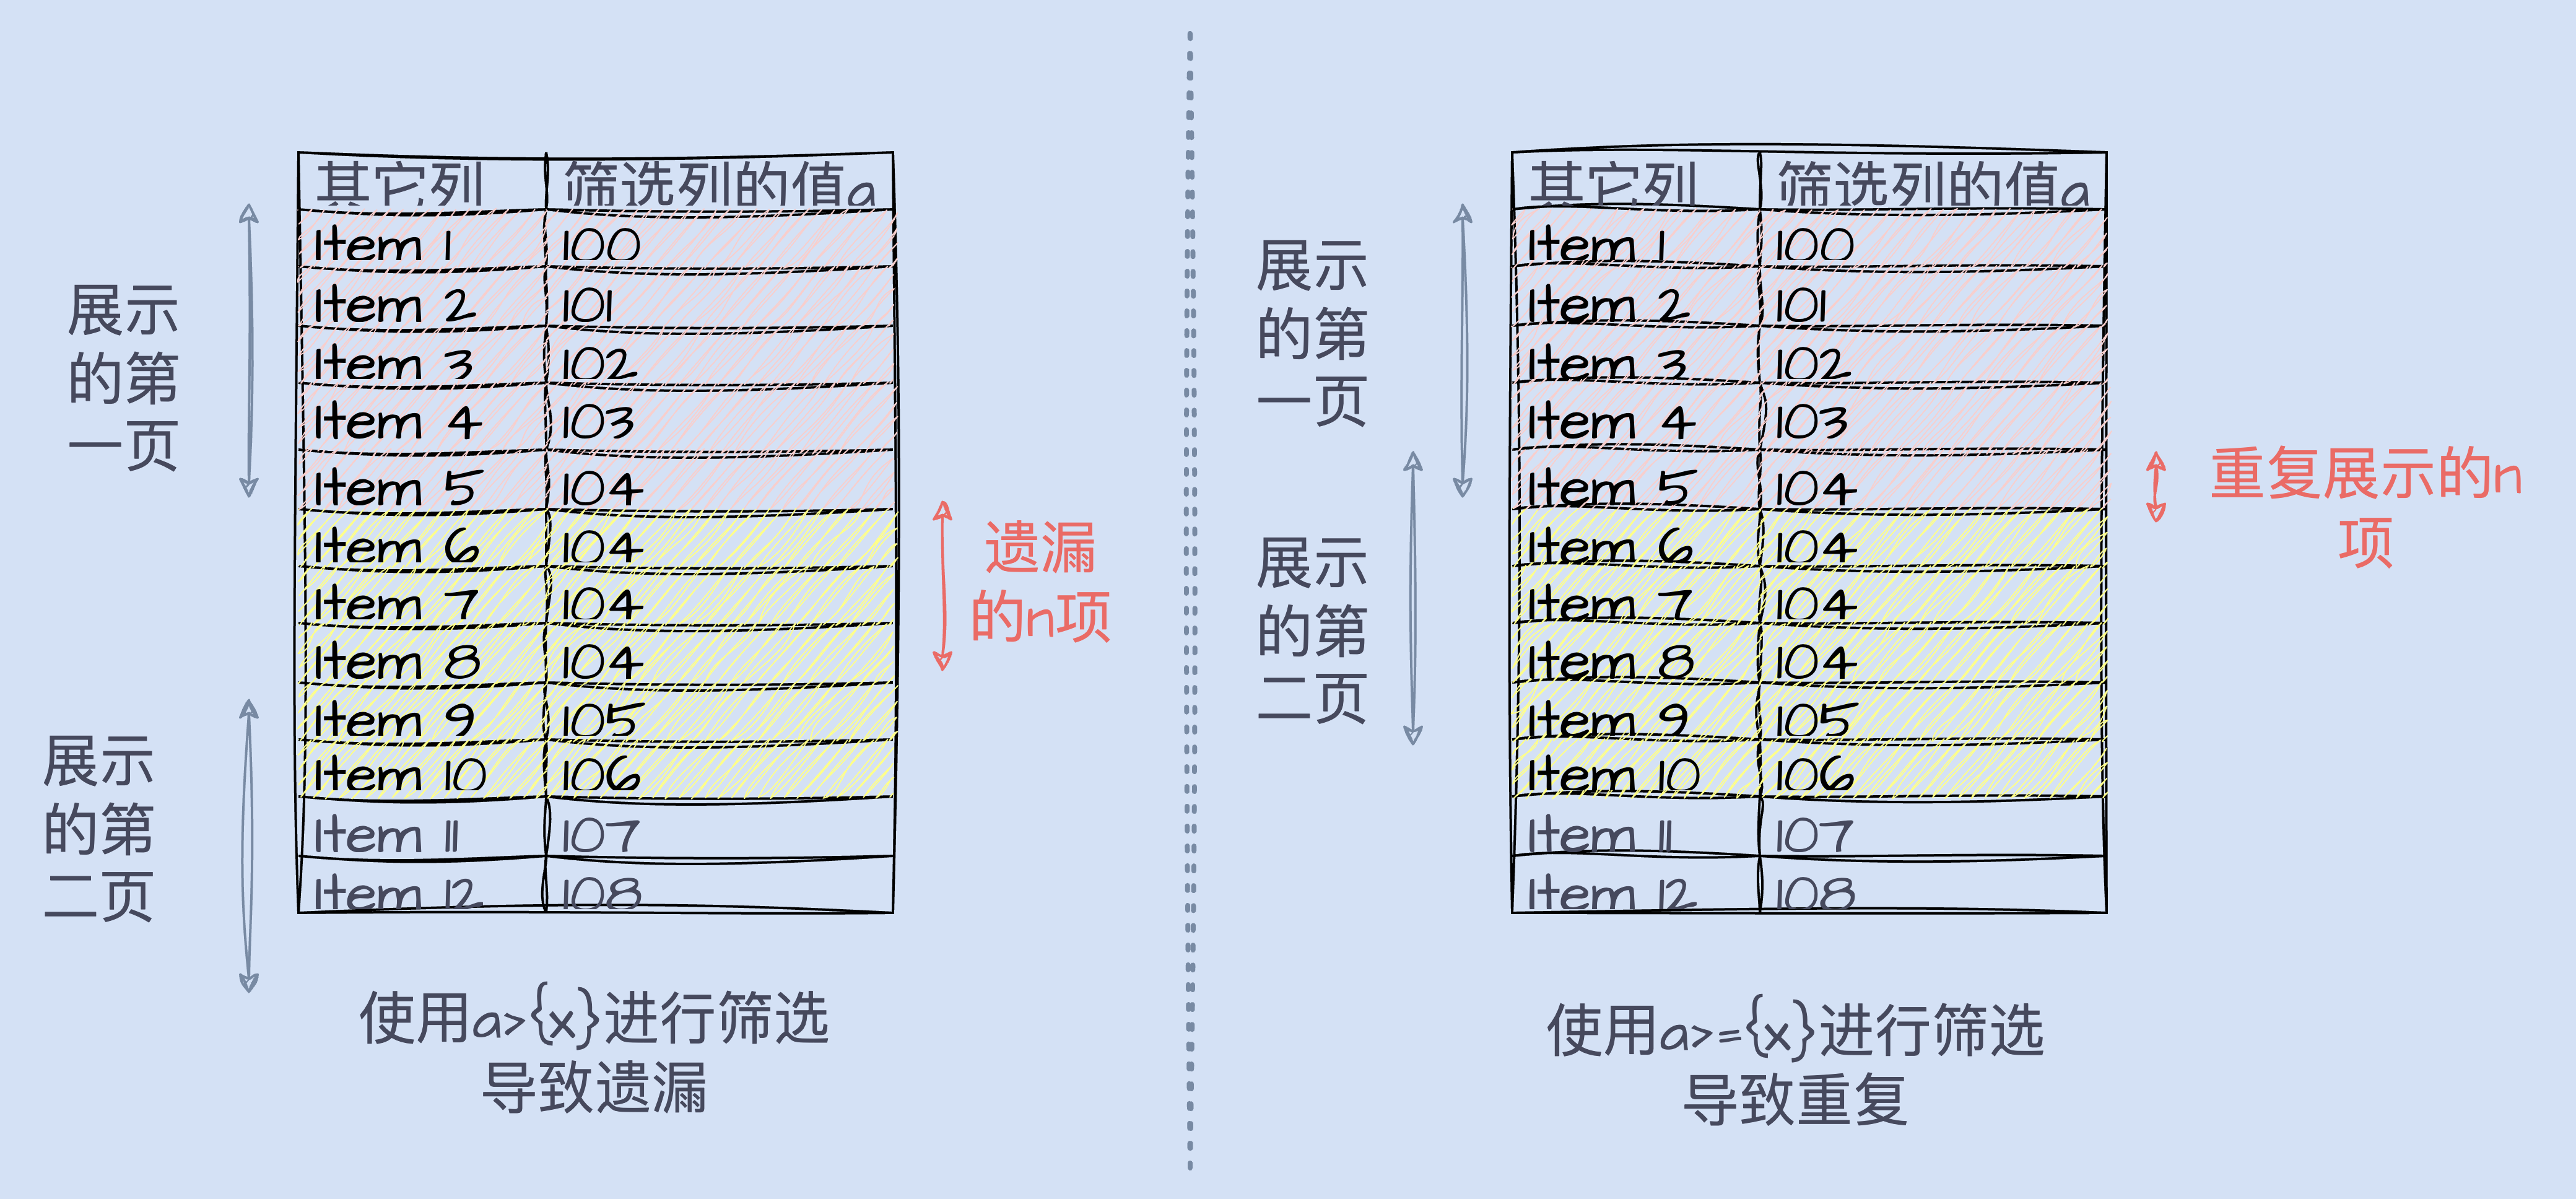 其它列 筛选列的值a
Item 1 100
Item 2 101
Item 3 102
Item 4 103
Item 5 104
Item 6 104
Item 7 104
Item 8 104
Item 9 105
Item 10 106
Item 11 107
Item 12 108
展示
的第
一页
展示
的第
二页
遗漏
的n项
使用a>{x}进行筛选
导致遗漏
其它列 筛选列的值a
Item 1 100
Item 2 101
Item 3 102
Item 4 103
Item 5 104
Item 6 104
Item 7 104
Item 8 104
Item 9 105
Item 10 106
Item 11 107
Item 12 108
展示
的第
一页
展示
的第
二页
重复展示的n
项
使用a>={x}进行筛选
导致重复